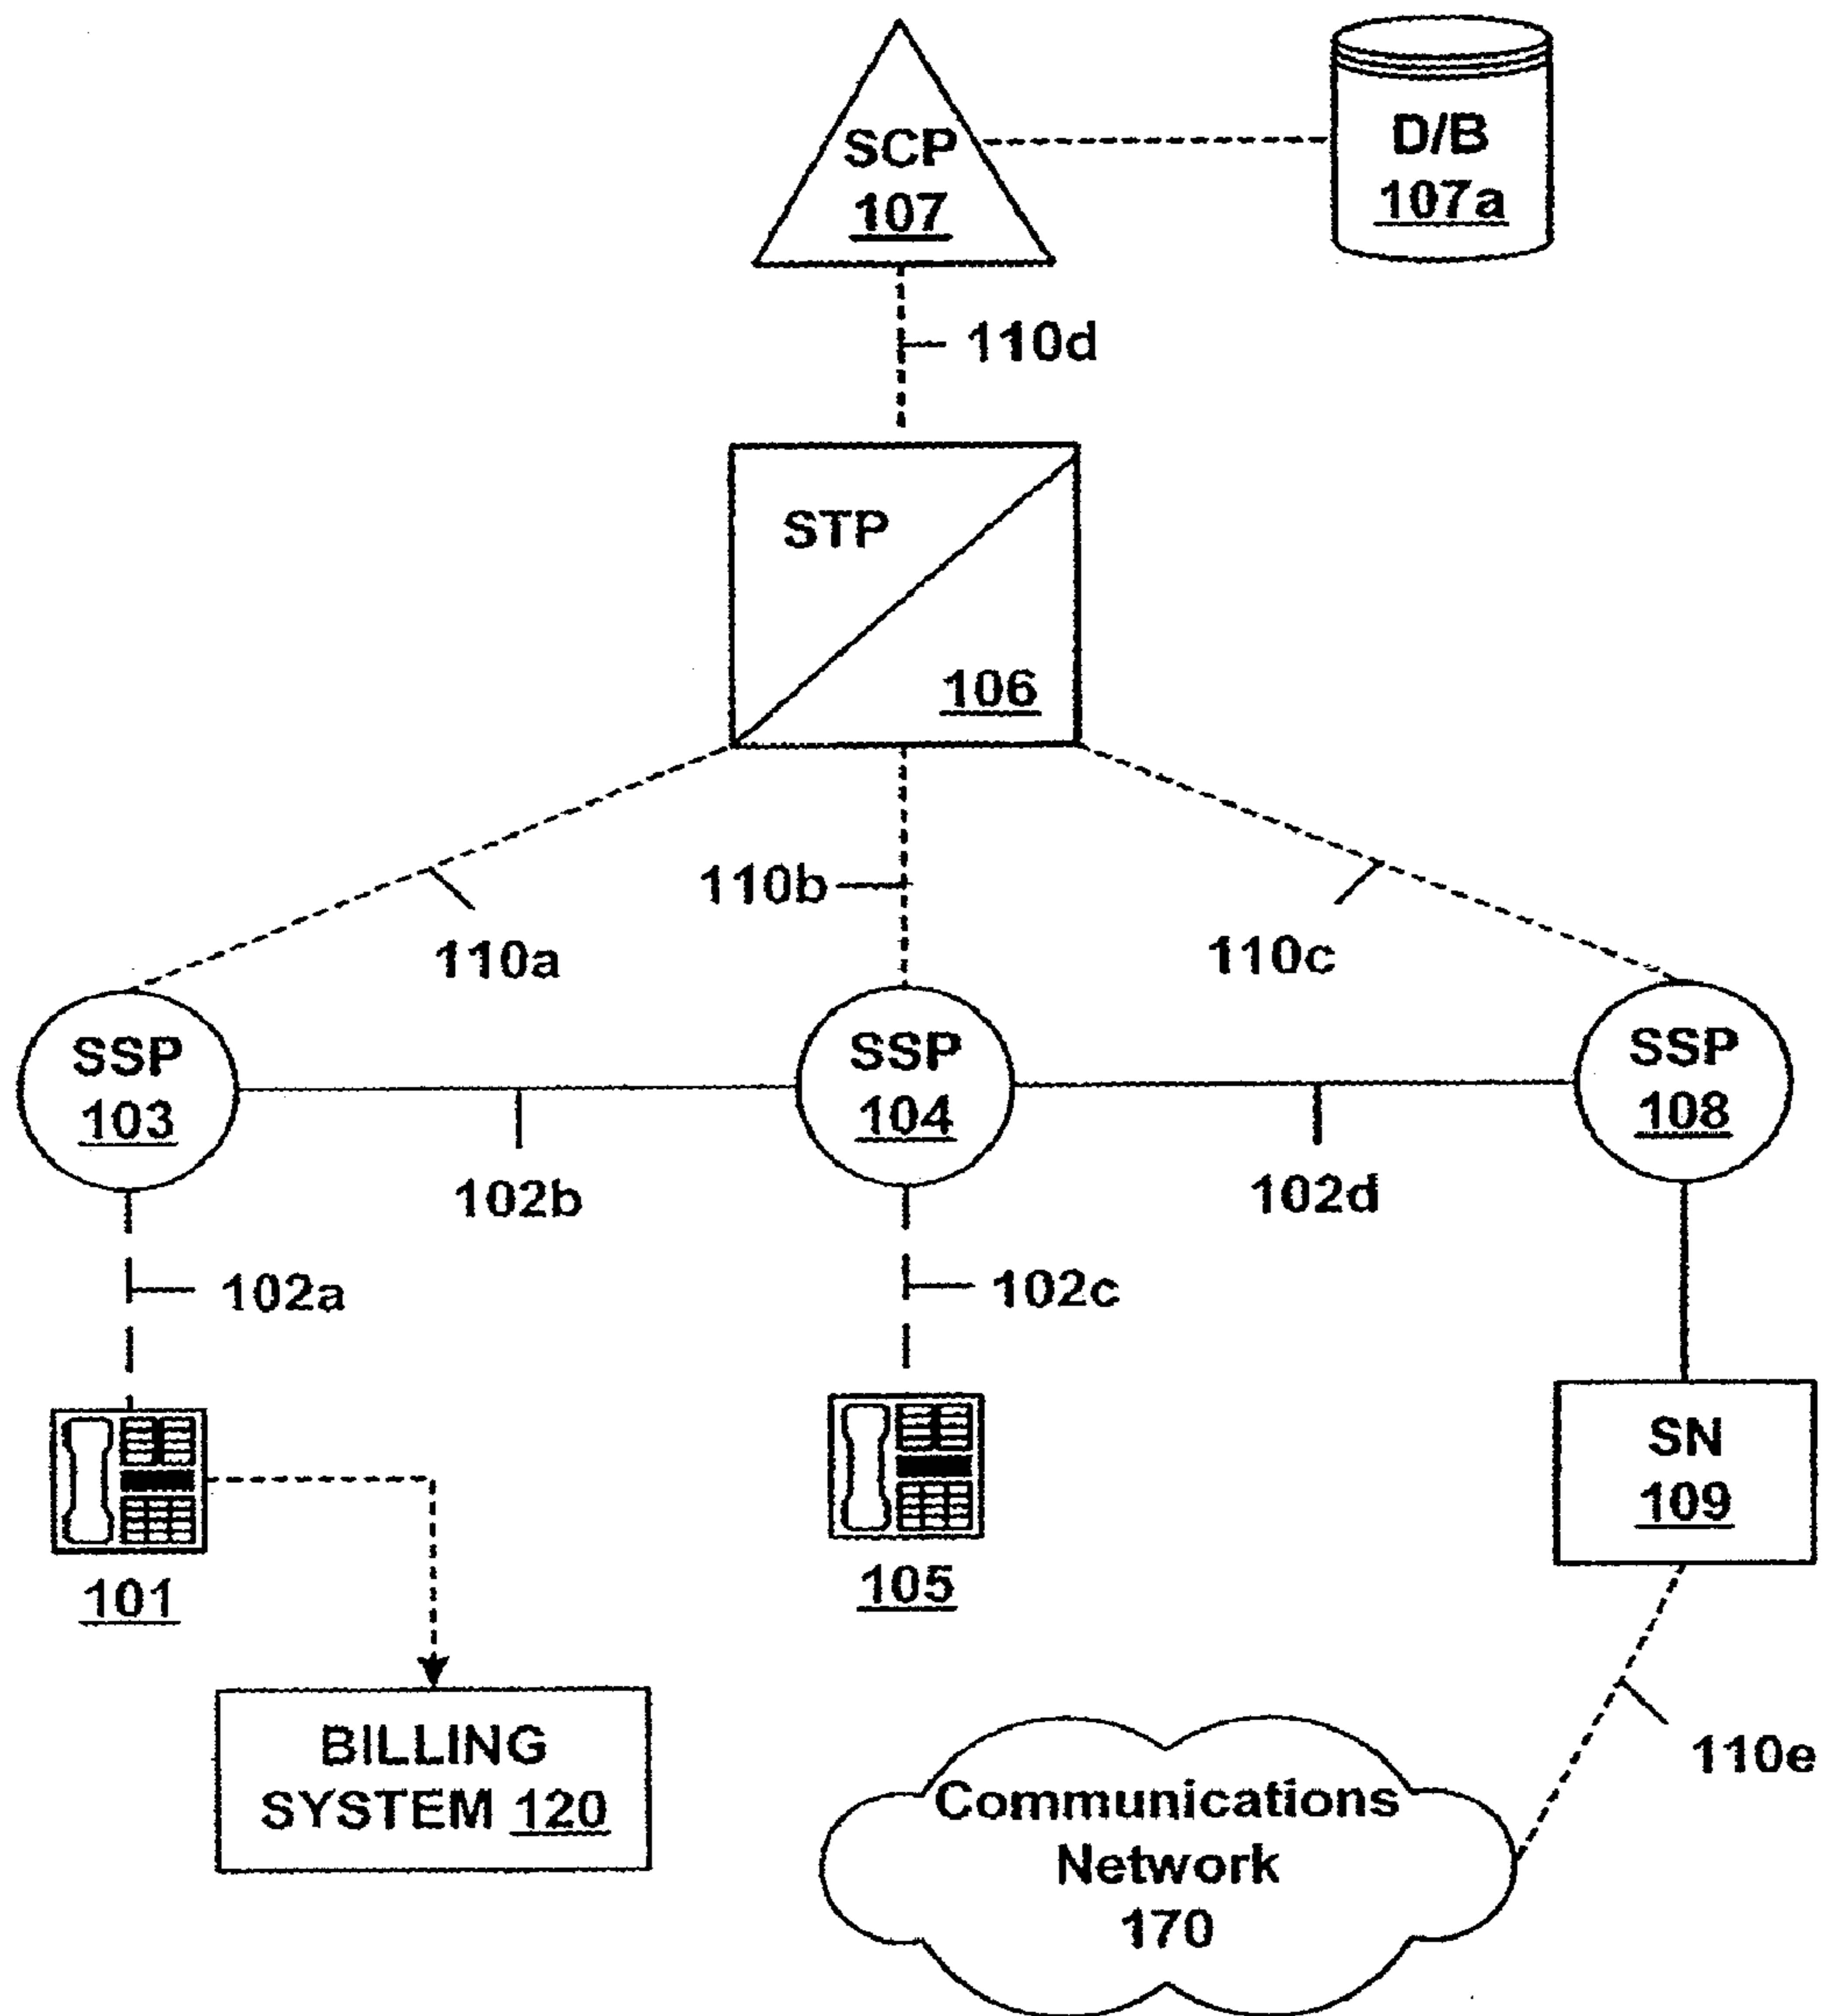 SCP
107
D/B
107a
110d
STP
106
110a
110b
110c
SSP
103
SSP
104
SSP
108
102b
102d
102a
102c
101
105
SN
109
BILLING
SYSTEM 120
110e
Communications
Network
170